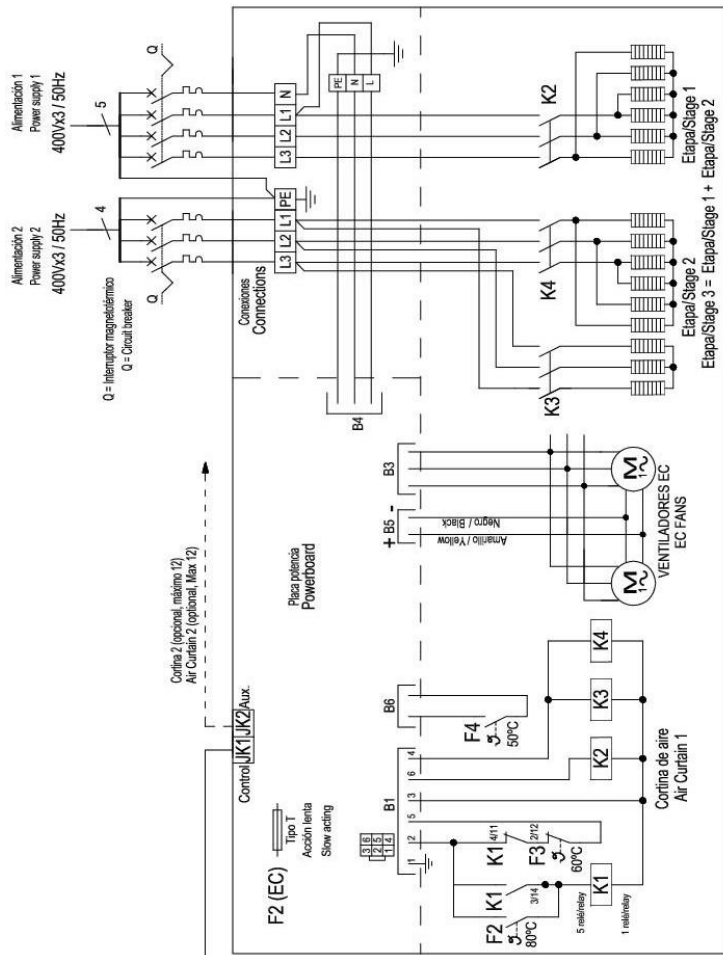 Alimentación 1
Power supply 1
400Vx3 / 50Hz
5
Q
Alimentación 2
Power supply 2
400Vx3 / 50Hz
4
Q
Q = Interruptor magnetotérmico
Q = Circuit breaker
Conexiones
Connections
L3 L2 L1 PE
L3 L2 L1 N
PE
N
L
B4
K2
K4
K3
Etapa/Stage 1
Etapa/Stage 2
Etapa/Stage 2
Etapa/Stage 3 = Etapa/Stage 1 + Etapa/Stage 2
Cortina 2 (opcional, máximo 12)
Air Curtain 2 (optional, Max 12)
Control JK1 JK2 Aux.
Placa potencia
Powerboard
F2 (EC)
Tipo T
Acción lenta
Slow acting
B3
+ B5 -
Amarillo / Yellow
Negro / Black
M
1~
M
1~
VENTILADORES EC
EC FANS
B6
F4
50ºC
B1
3 6
2 5
1 4
1 2 5 3 6 4
K1
4/11
F3
2/12
60ºC
K1
3/14
F2
80ºC
K1
5 relé/relay
1 relé/relay
K2
K3
K4
Cortina de aire
Air Curtain 1